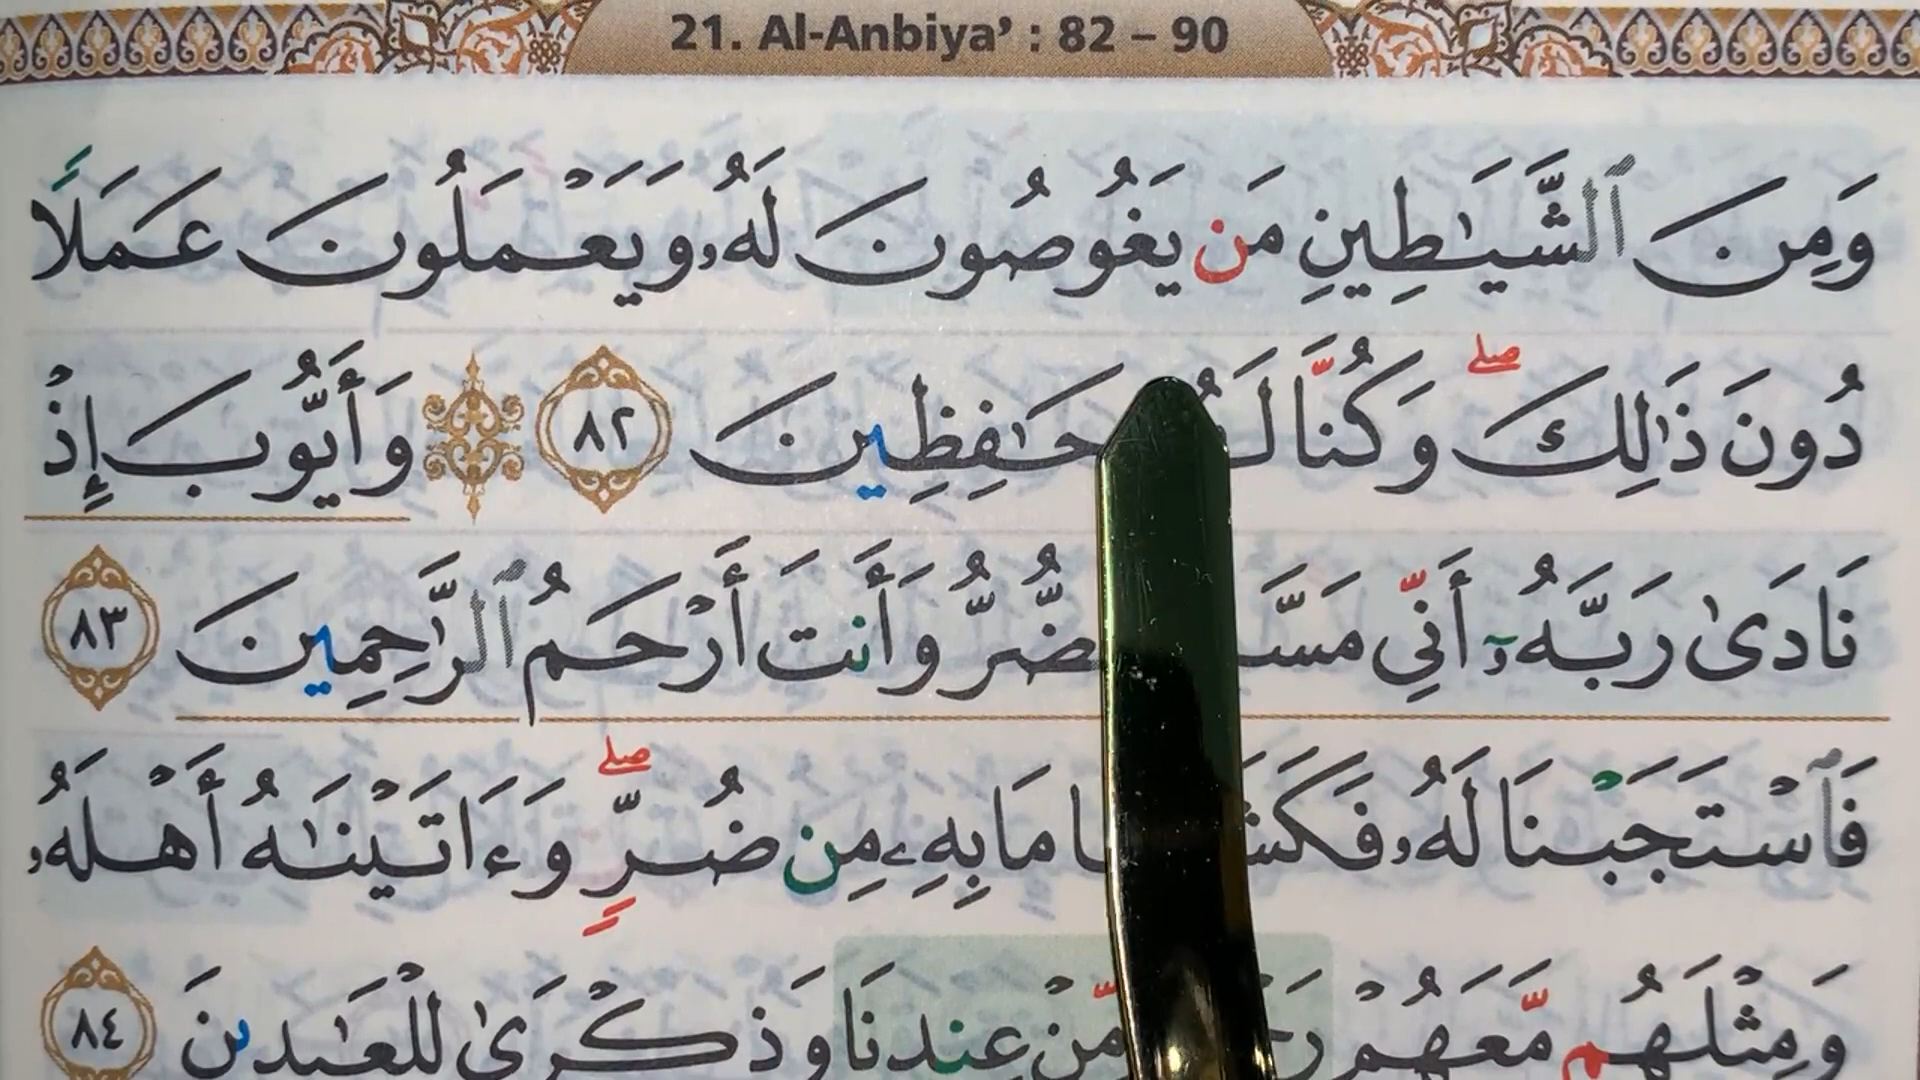 21. Al-Anbiya’ : 82 – 90
وَمِنَ ٱلشَّيَـٰطِينِ مَن يَغُوصُونَ لَهُۥ وَيَعْمَلُونَ عَمَلًا
دُونَ ذَٰلِكَ ۖ وَكُنَّا حَـٰفِظِينَ ٨٢ وَأَيُّوبَ إِذْ
نَادَىٰ رَبَّهُۥٓ أَنِّى وَأَنتَ أَرْحَمُ ٱلرَّٰحِمِينَ ٨٣
فَٱسْتَجَبْنَا لَهُۥ مَا بِهِۦ مِن ضُرٍّ ۖ وَءَاتَيْنَـٰهُ أَهْلَهُۥ
وَمِثْلَهُم مَّعَهُمْ مِّنْ عِندِنَا وَذِكْرَىٰ لِلْعَـٰبِدِينَ ٨٤